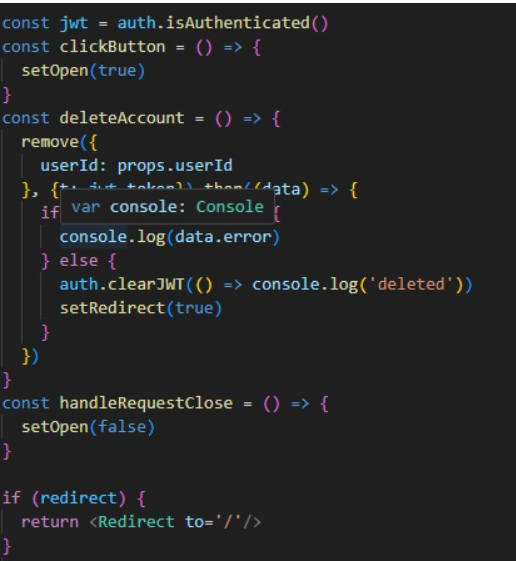 const jwt = auth.isAuthenticated()
const clickButton = () => {
  setOpen(true)
}
const deleteAccount = () => {
  remove({
    userId: props.userId
  }, {t: jwt.token}).then((data) => {
    if {
var console: Console
      console.log(data.error)
    } else {
      auth.clearJWT(() => console.log('deleted'))
      setRedirect(true)
    }
  })
}
const handleRequestClose = () => {
  setOpen(false)
}
if (redirect) {
  return <Redirect to='/'/>
}